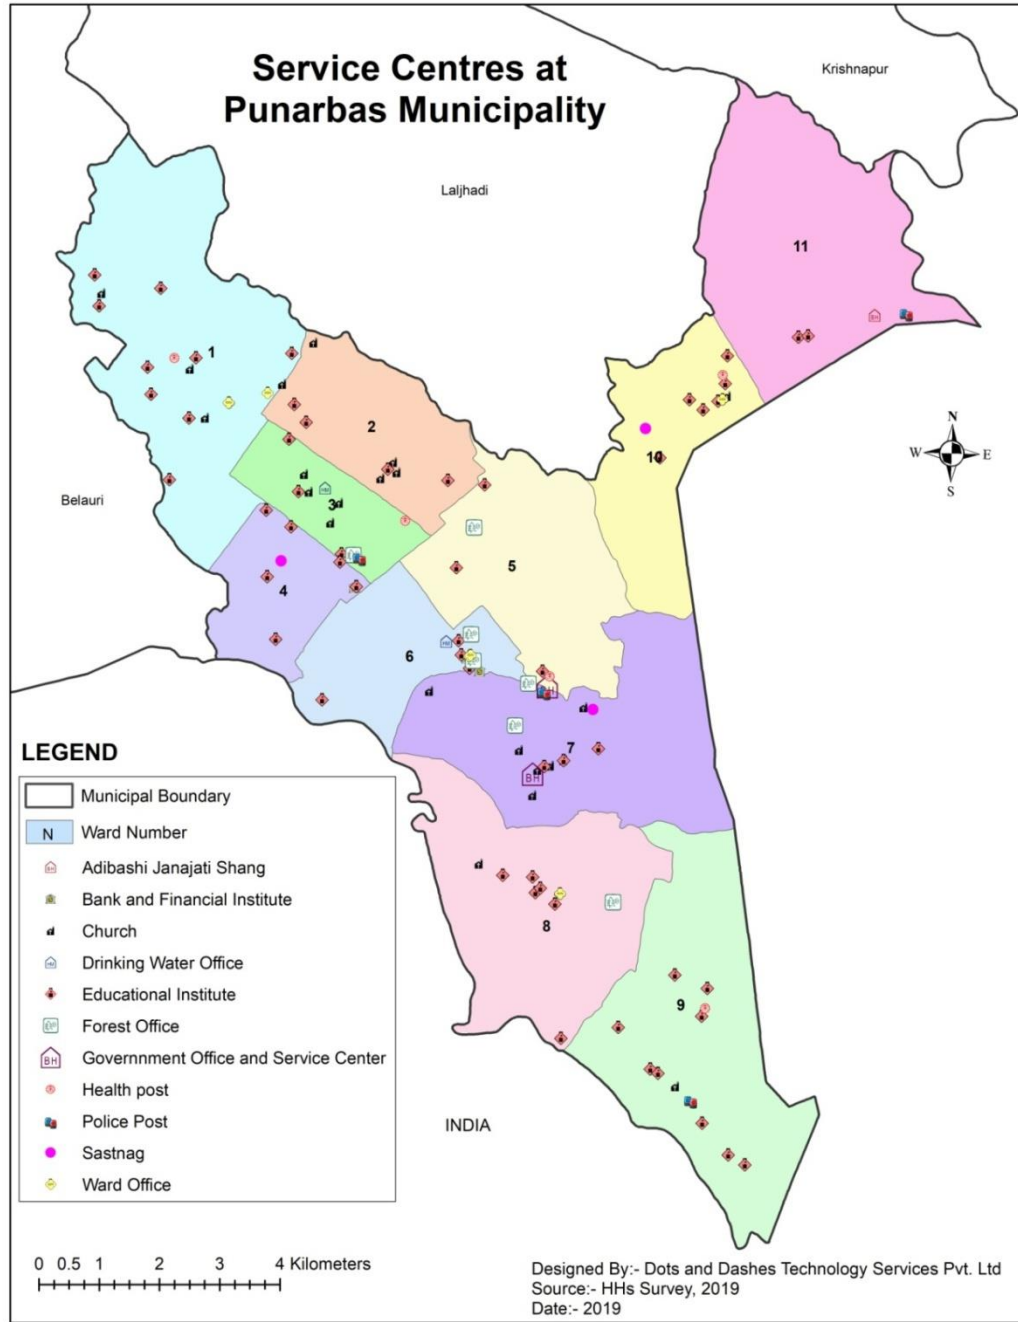 Service Centres at
Punarbas Municipality
Krishnapur
Laljhadi
11
1
2
10
N
W E
S
Belauri
3
5
4
6
7
8
9
INDIA
LEGEND
Municipal Boundary
N Ward Number
BH Adibashi Janajati Shang
Bank and Financial Institute
Church
Drinking Water Office
Educational Institute
Forest Office
BH Governnment Office and Service Center
Health post
Police Post
Sastnag
Ward Office
0 0.5 1 2 3 4 Kilometers
Designed By:- Dots and Dashes Technology Services Pvt. Ltd
Source:- HHs Survey, 2019
Date:- 2019